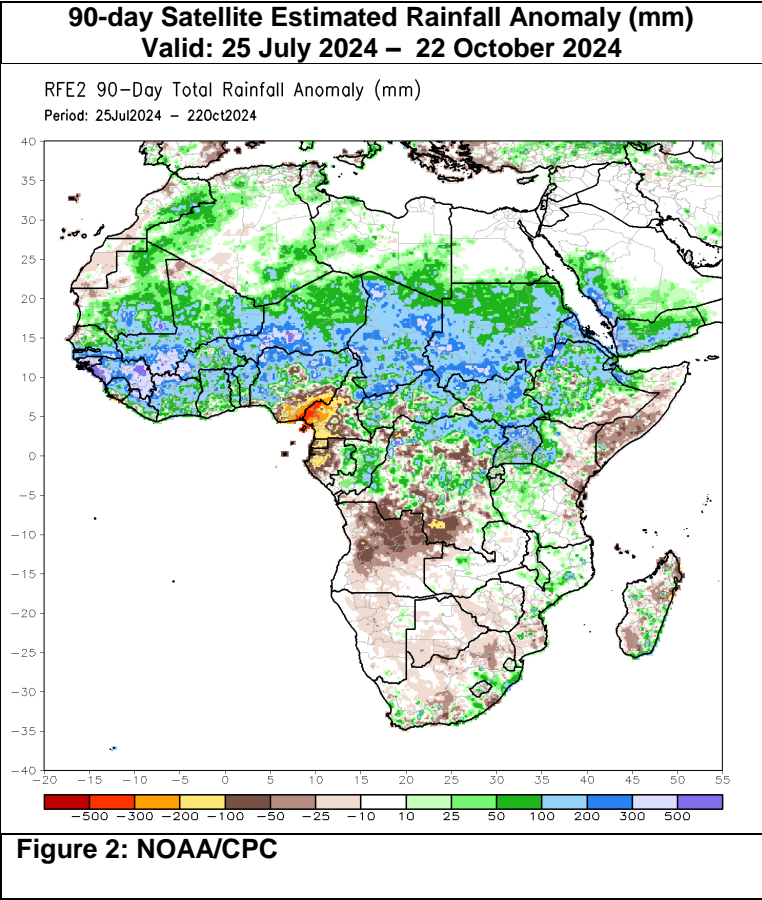 90-day Satellite Estimated Rainfall Anomaly (mm)
Valid: 25 July 2024 – 22 October 2024
RFE2 90-Day Total Rainfall Anomaly (mm)
Period: 25Jul2024 - 22Oct2024
40
35
30
25
20
15
10
5
0
-5
-10
-15
-20
-25
-30
-35
-40
-20 -15 -10 -5 0 5 10 15 20 25 30 35 40 45 50 55
-500 -300 -200 -100 -50 -25 -10 10 25 50 100 200 300 500
Figure 2: NOAA/CPC